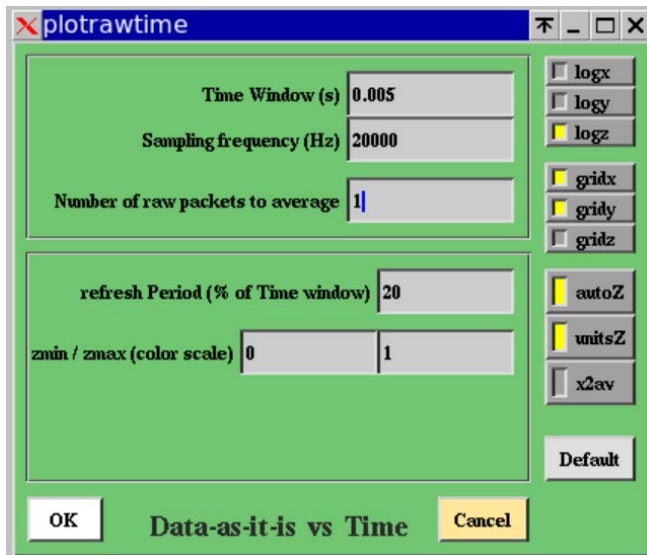 plotrawtime
Time Window (s) 0.005
Sampling frequency (Hz) 20000
Number of raw packets to average 1
logx
logy
logz
gridx
gridy
gridz
refresh Period (% of Time window) 20
zmin / zmax (color scale) 0 1
autoZ
unitsZ
x2av
Default
OK Data-as-it-is vs Time Cancel